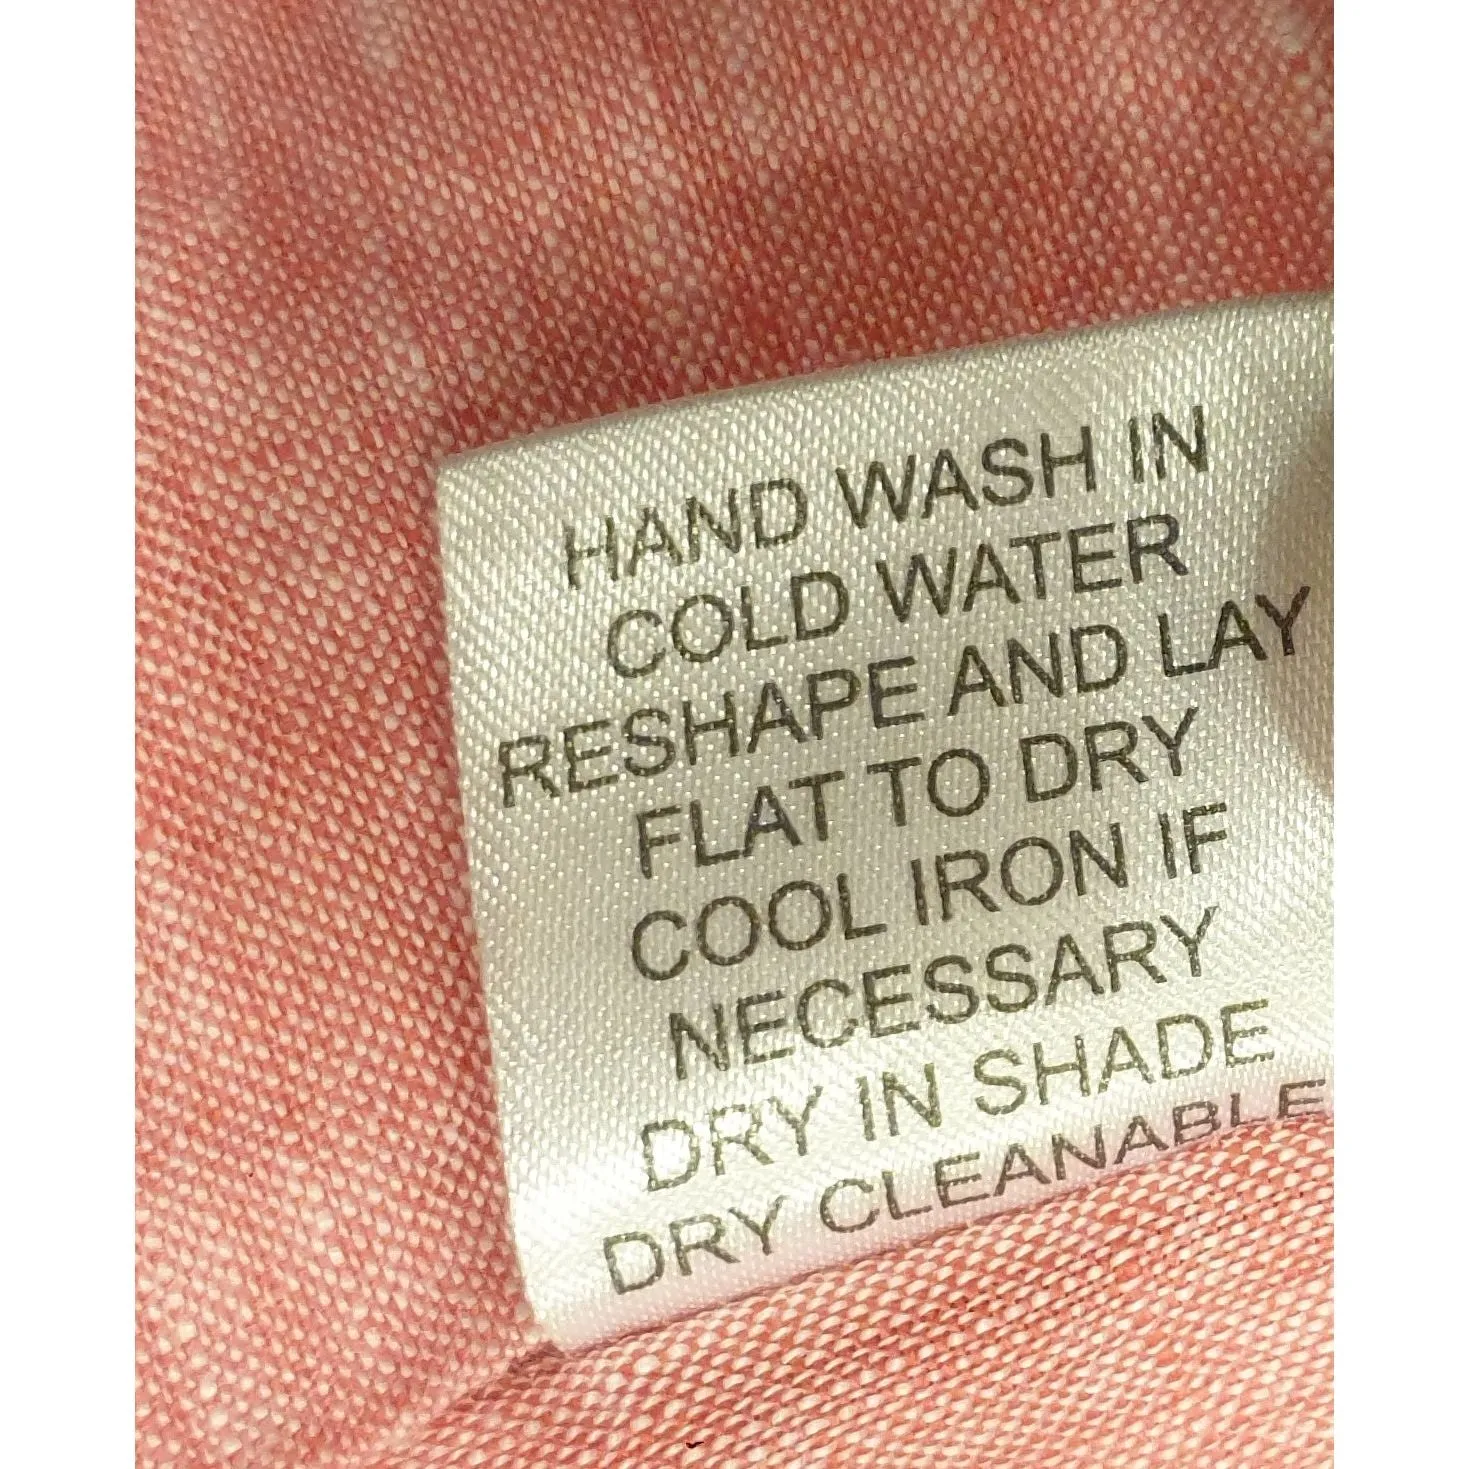 HAND WASH IN
COLD WATER
RESHAPE AND LAY
FLAT TO DRY
COOL IRON IF
NECESSARY
DRY IN SHADE
DRY CLEANABLE